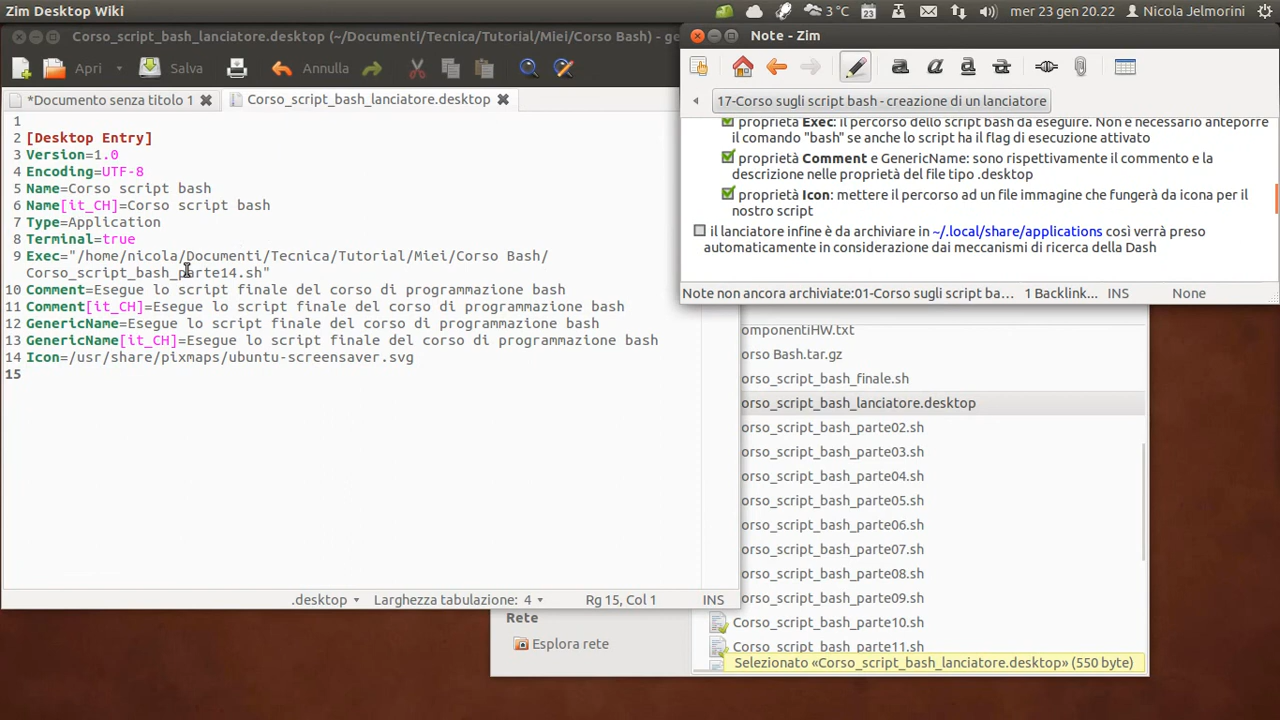 Zim Desktop Wiki
3 °C
mer 23 gen 20.22
Nicola Jelmorini
Corso_script_bash_lanciatore.desktop (~/Documenti/Tecnica/Tutorial/Miei/Corso Bash) - ge
Apri
Salva
Annulla
*Documento senza titolo 1
Corso_script_bash_lanciatore.desktop
1
2 [Desktop Entry]
3 Version=1.0
4 Encoding=UTF-8
5 Name=Corso script bash
6 Name[it_CH]=Corso script bash
7 Type=Application
8 Terminal=true
9 Exec="/home/nicola/Documenti/Tecnica/Tutorial/Miei/Corso Bash/
Corso_script_bash_parte14.sh"
10 Comment=Esegue lo script finale del corso di programmazione bash
11 Comment[it_CH]=Esegue lo script finale del corso di programmazione bash
12 GenericName=Esegue lo script finale del corso di programmazione bash
13 GenericName[it_CH]=Esegue lo script finale del corso di programmazione bash
14 Icon=/usr/share/pixmaps/ubuntu-screensaver.svg
15
.desktop
Larghezza tabulazione: 4
Rg 15, Col 1
INS
Note - Zim
17-Corso sugli script bash - creazione di un lanciatore
proprietà Exec: il percorso dello script bash da eseguire. Non è necessario anteporre
il comando "bash" se anche lo script ha il flag di esecuzione attivato
proprietà Comment e GenericName: sono rispettivamente il commento e la
descrizione nelle proprietà del file tipo .desktop
proprietà Icon: mettere il percorso ad un file immagine che fungerà da icona per il
nostro script
il lanciatore infine è da archiviare in ~/.local/share/applications così verrà preso
automaticamente in considerazione dai meccanismi di ricerca della Dash
Note non ancora archiviate:01-Corso sugli script ba...
1 Backlink...
INS
None
omponentiHW.txt
orso Bash.tar.gz
orso_script_bash_finale.sh
orso_script_bash_lanciatore.desktop
orso_script_bash_parte02.sh
orso_script_bash_parte03.sh
orso_script_bash_parte04.sh
orso_script_bash_parte05.sh
orso_script_bash_parte06.sh
orso_script_bash_parte07.sh
orso_script_bash_parte08.sh
orso_script_bash_parte09.sh
Corso_script_bash_parte10.sh
Corso_script_bash_parte11.sh
Rete
Esplora rete
Selezionato «Corso_script_bash_lanciatore.desktop» (550 byte)